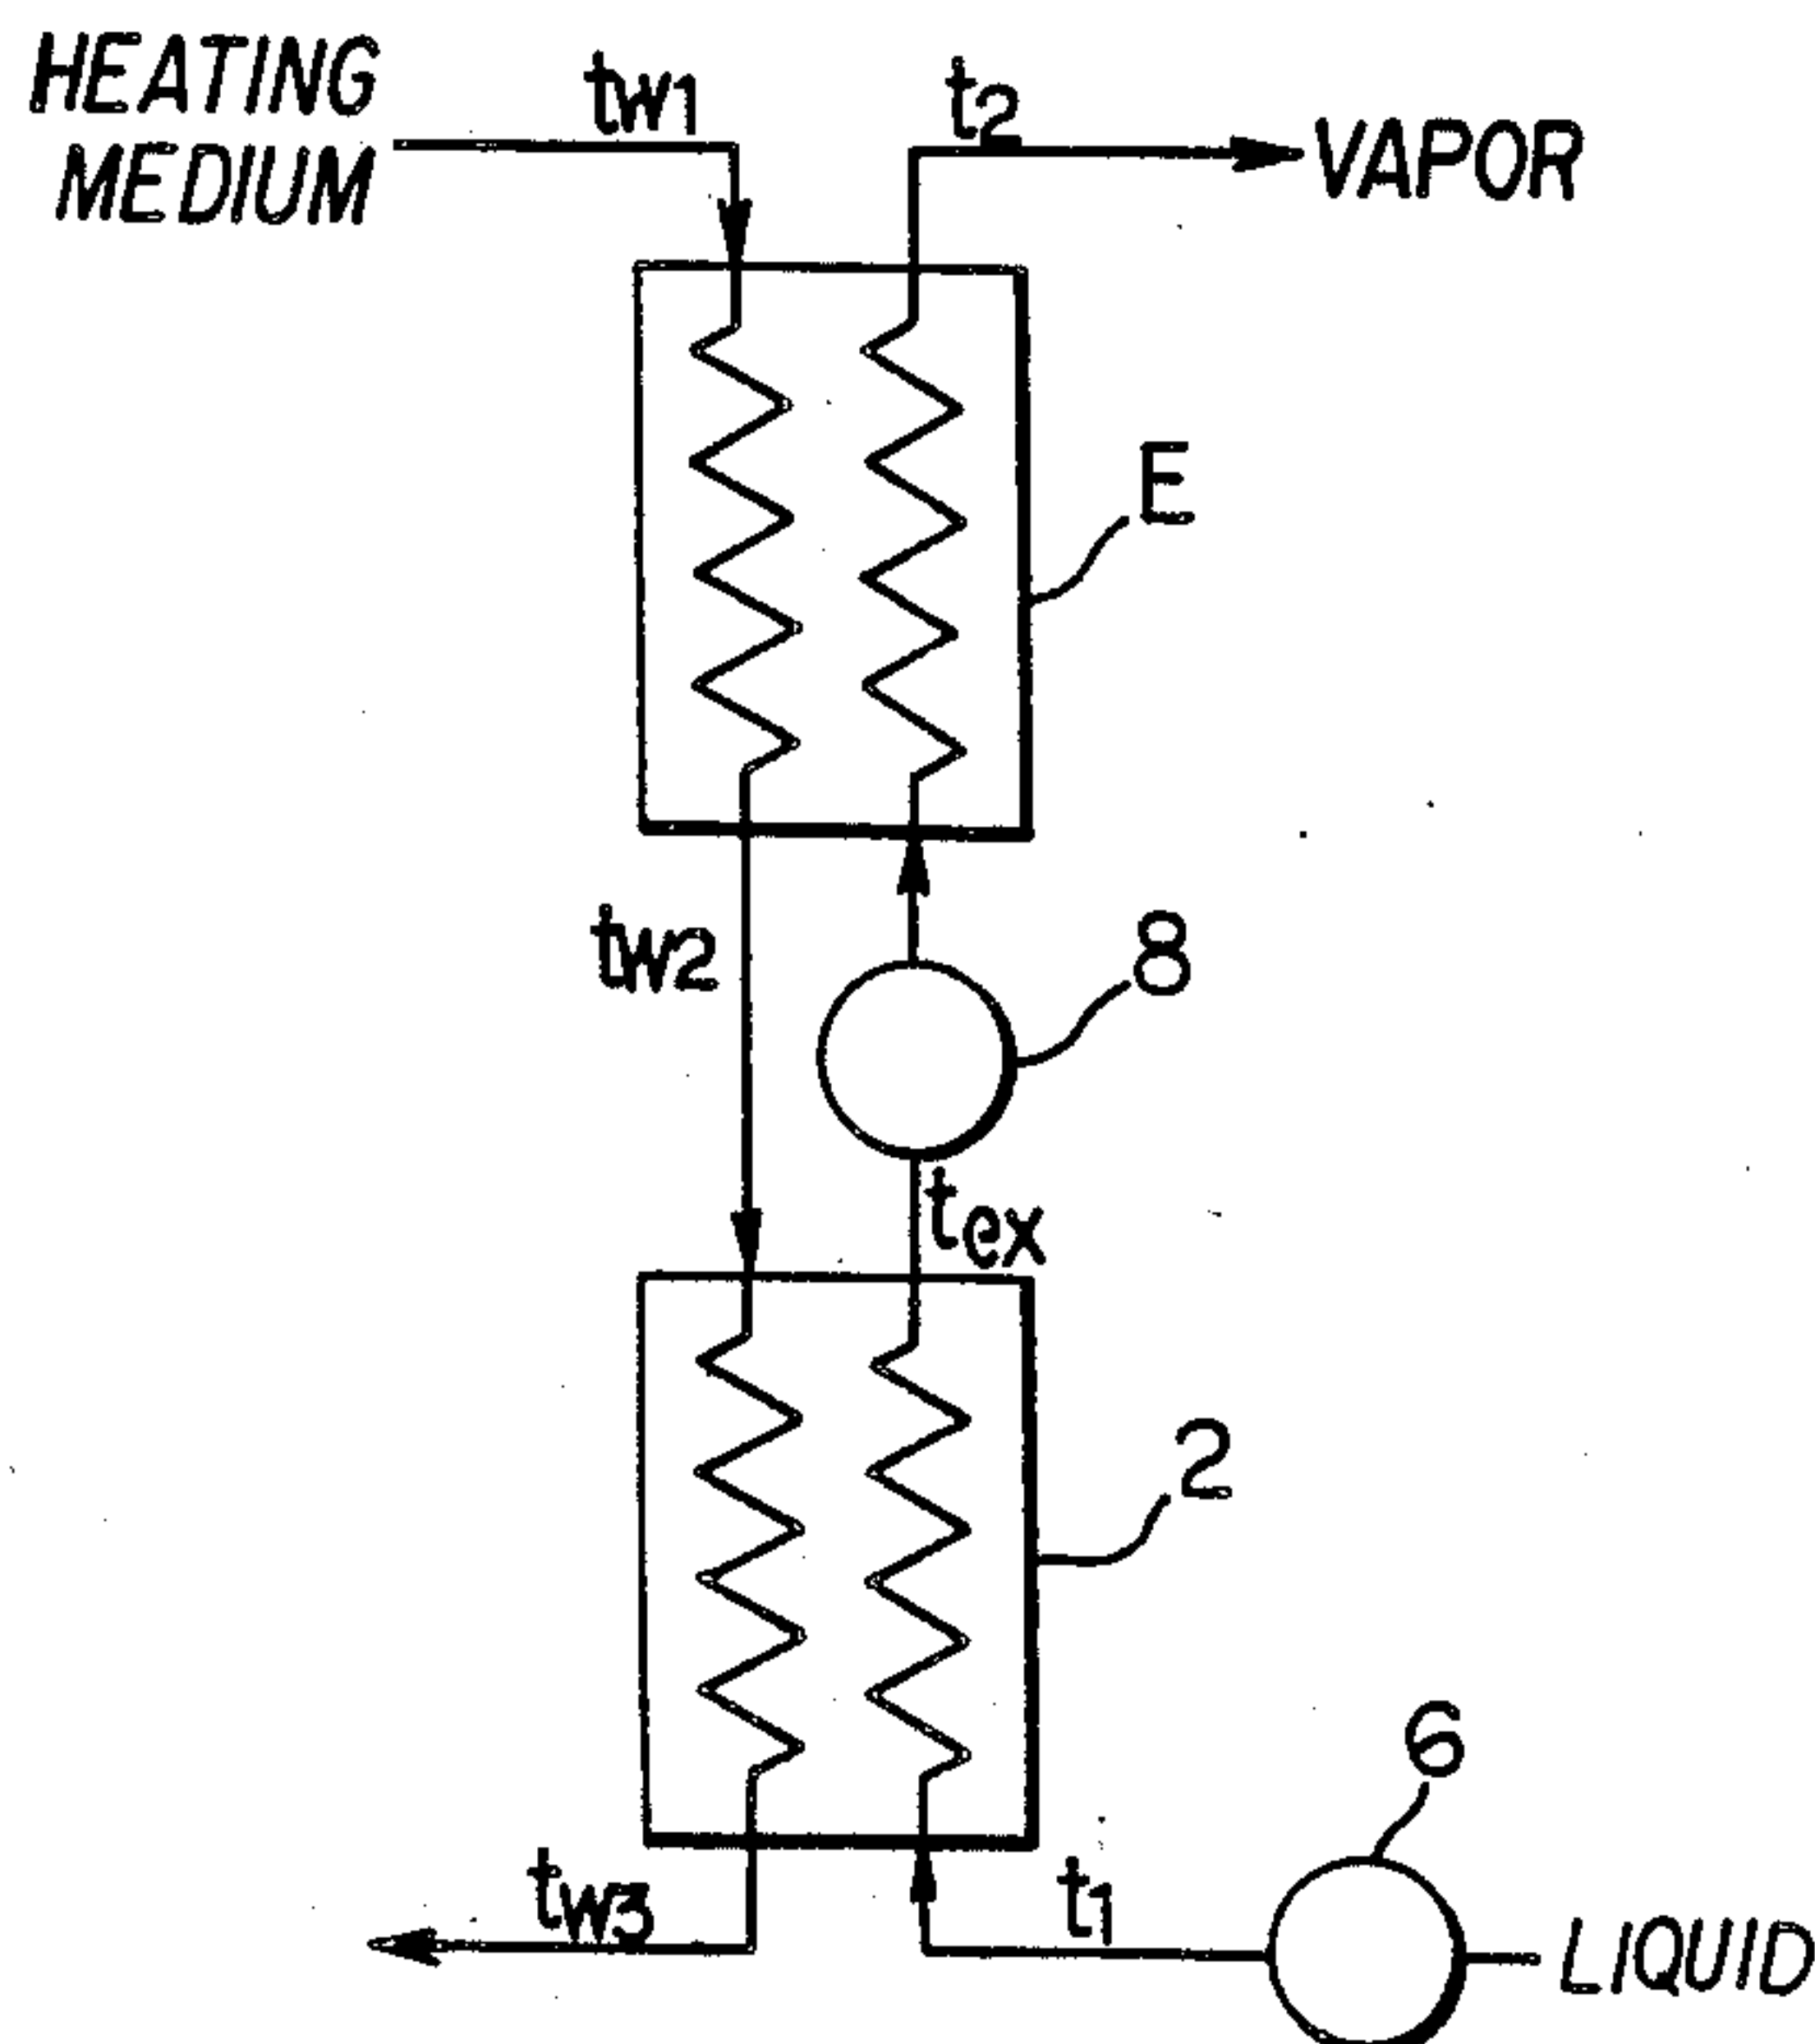 HEATING
MEDIUM
tw1
t2
VAPOR
E
tw2
8
tex
2
6
tw3
t1
LIQUID